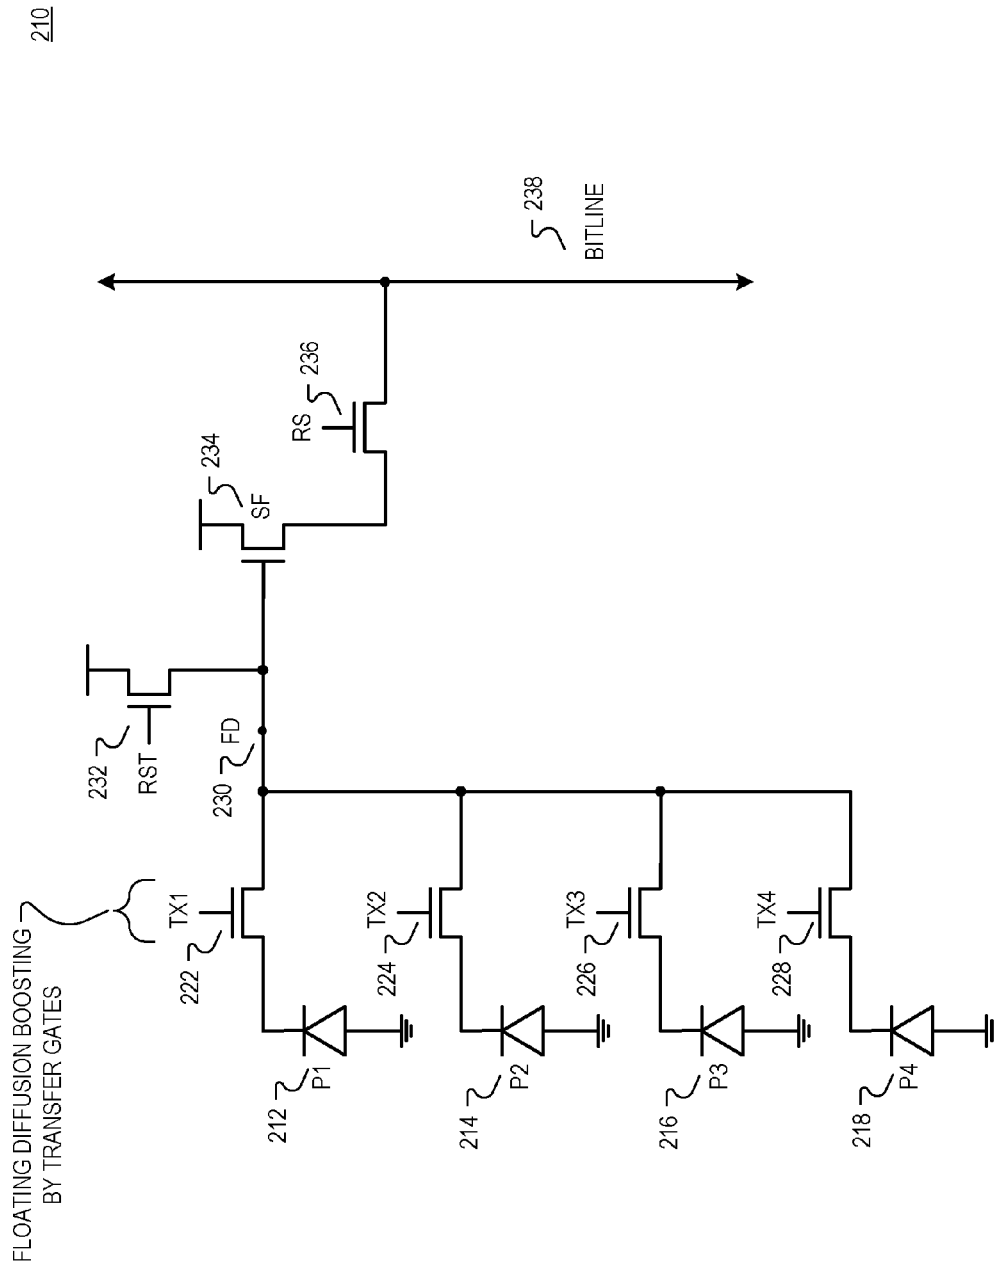 210
238
BITLINE
236
RS
234
SF
232
RST
FD
230
FLOATING DIFFUSION BOOSTING
BY TRANSFER GATES
TX1
222
TX2
224
TX3
226
TX4
228
212
P1
214
P2
216
P3
218
P4